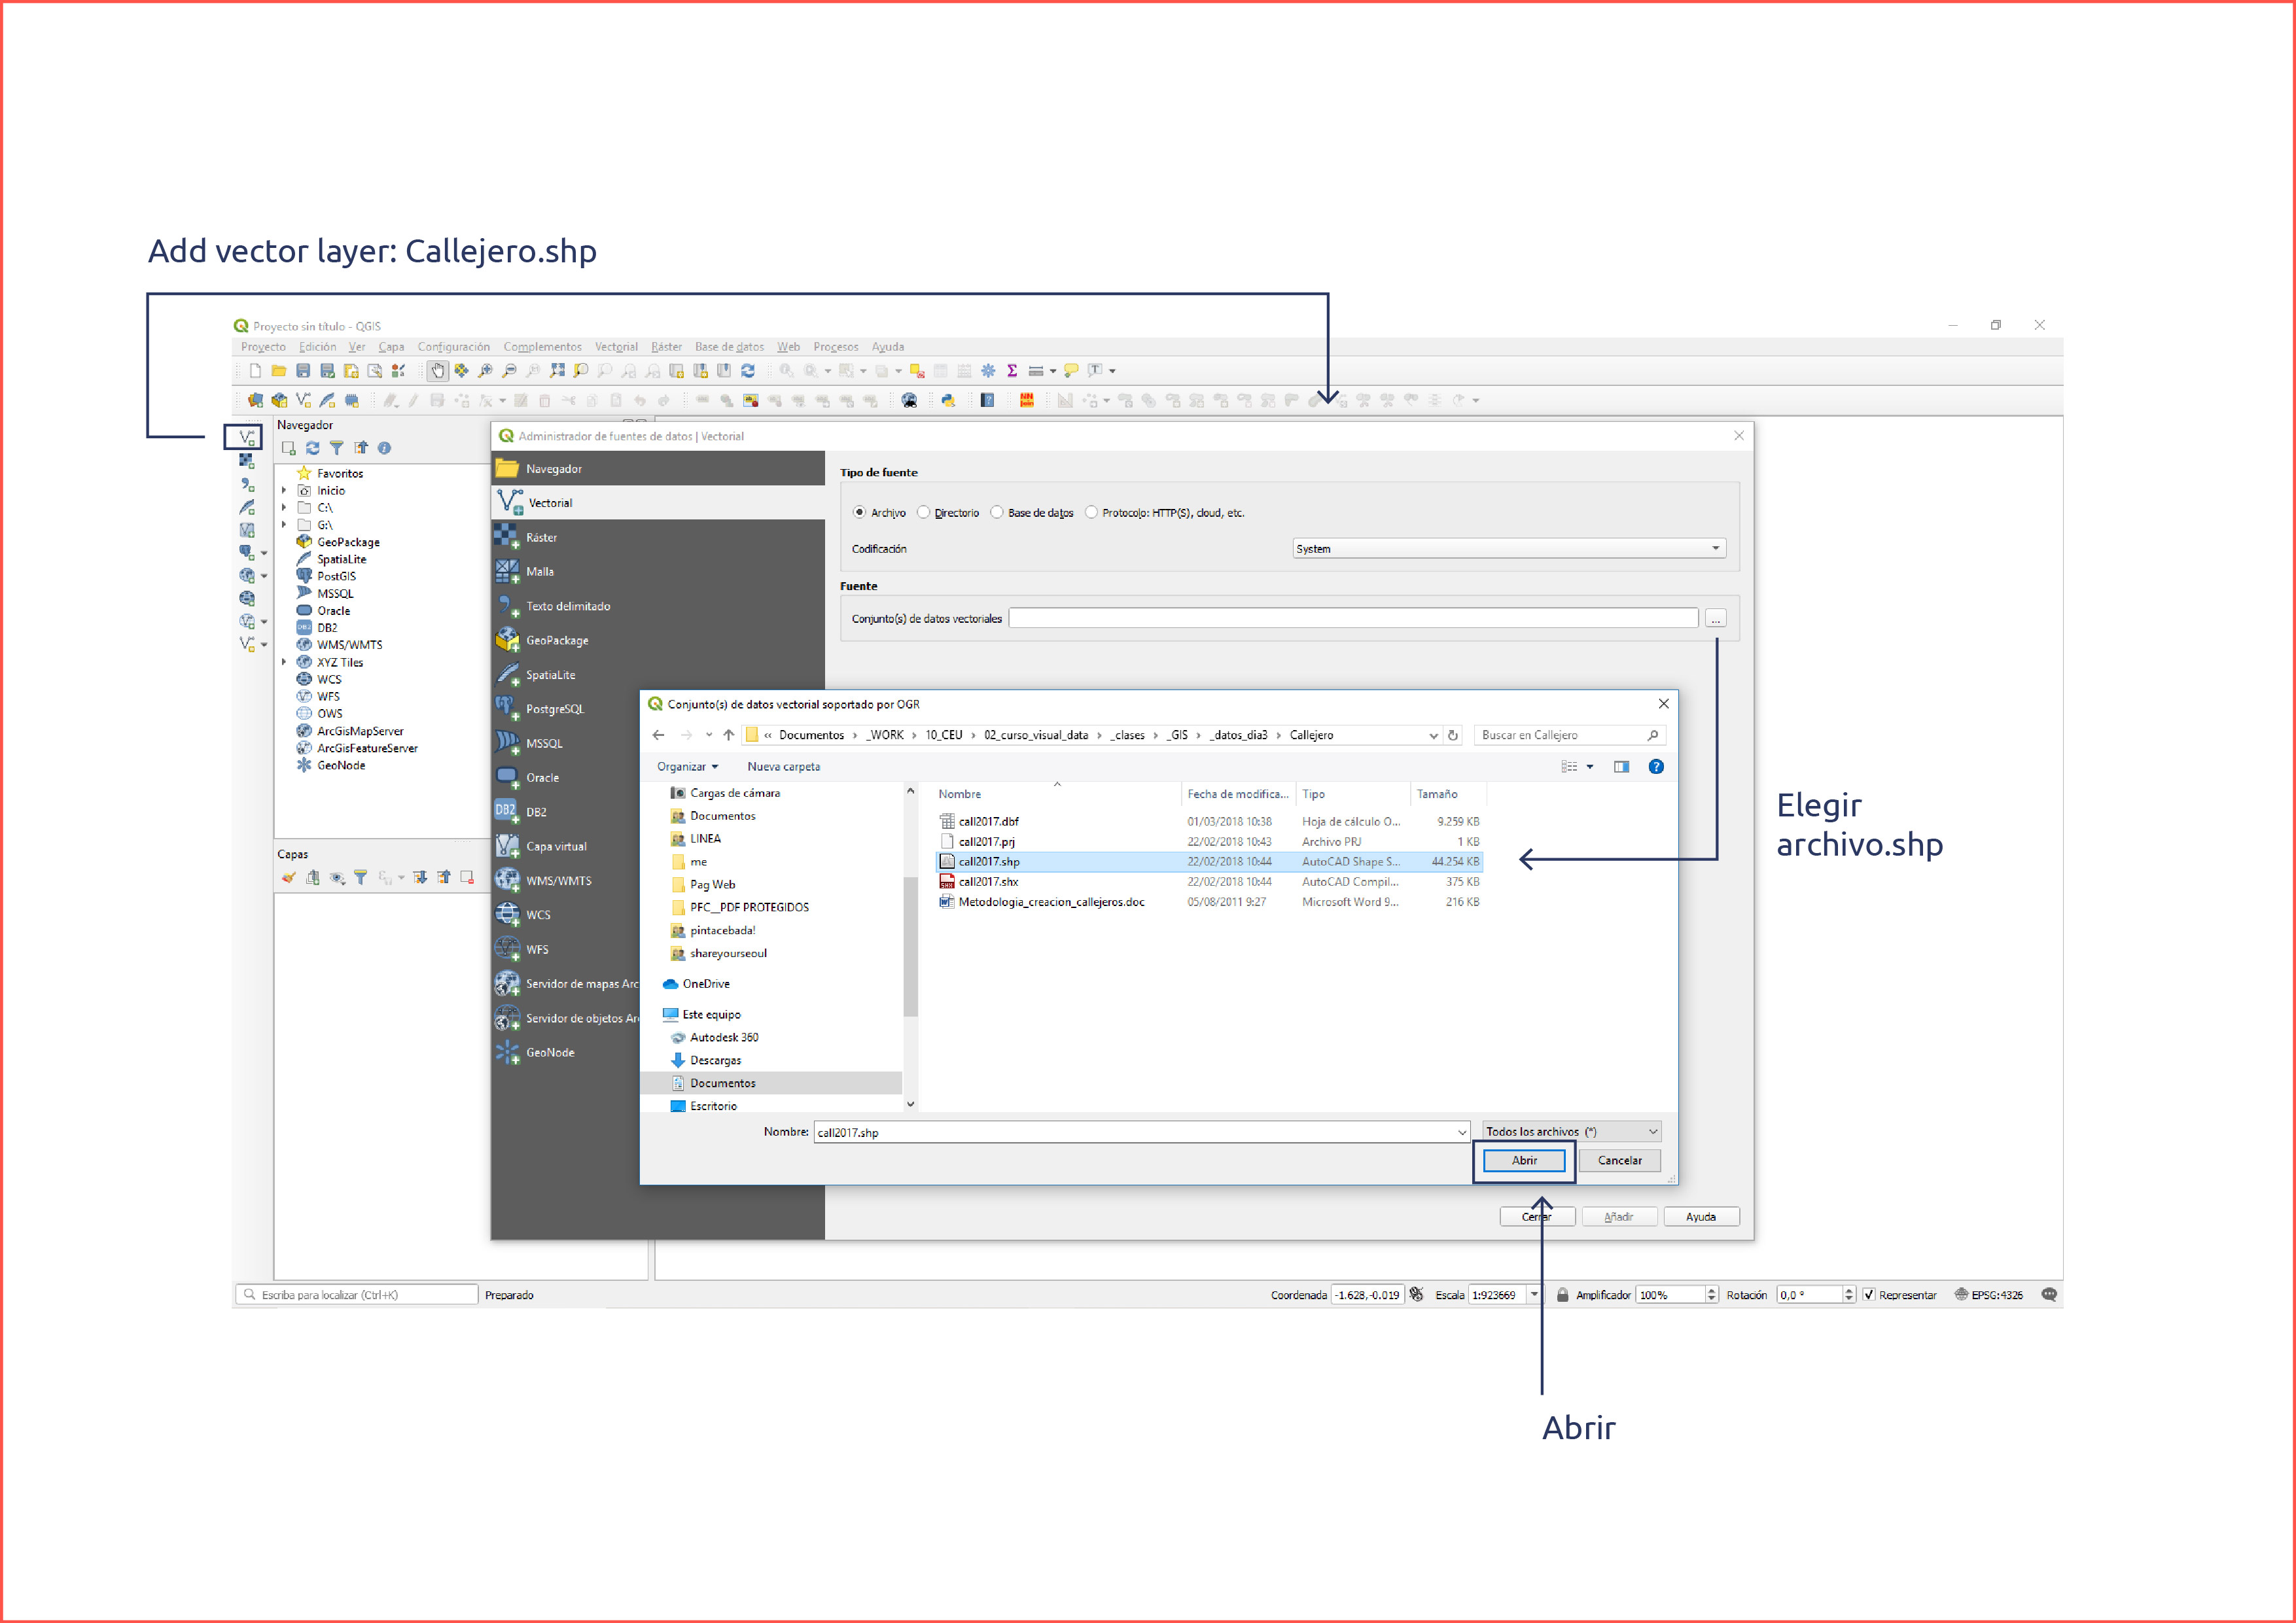 Add vector layer: Callejero.shp
Proyecto sin título - QGIS
Proyecto Edición Ver Capa Configuración Complementos Vectorial Ráster Base de datos Web Procesos Ayuda
Navegador
Favoritos
Inicio
C:\
G:\
GeoPackage
SpatiaLite
PostGIS
MSSQL
Oracle
DB2
WMS/WMTS
XYZ Tiles
WCS
WFS
OWS
ArcGisMapServer
ArcGisFeatureServer
GeoNode
Capas
Administrador de fuentes de datos | Vectorial
Navegador
Vectorial
Ráster
Malla
Texto delimitado
GeoPackage
SpatiaLite
PostgreSQL
MSSQL
Oracle
DB2
Capa virtual
WMS/WMTS
WCS
WFS
Servidor de mapas Arc
Servidor de objetos Ar
GeoNode
Tipo de fuente
Archivo Directorio Base de datos Protocolo: HTTP(S), cloud, etc.
Codificación System
Fuente
Conjunto(s) de datos vectoriales ...
Conjunto(s) de datos vectorial soportado por OGR
« Documentos › _WORK › 10_CEU › 02_curso_visual_data › _clases › _GIS › _datos_dia3 › Callejero
Buscar en Callejero
Organizar Nueva carpeta
Cargas de cámara
Documentos
LINEA
me
Pag Web
PFC__PDF PROTEGIDOS
pintacebada!
shareyourseoul
OneDrive
Este equipo
Autodesk 360
Descargas
Documentos
Escritorio
Nombre Fecha de modifica... Tipo Tamaño
call2017.dbf 01/03/2018 10:38 Hoja de cálculo O... 9.259 KB
call2017.prj 22/02/2018 10:43 Archivo PRJ 1 KB
call2017.shp 22/02/2018 10:44 AutoCAD Shape S... 44.254 KB
call2017.shx 22/02/2018 10:44 AutoCAD Compil... 375 KB
Metodologia_creacion_callejeros.doc 05/08/2011 9:27 Microsoft Word 9... 216 KB
Nombre: call2017.shp Todos los archivos (*)
Abrir Cancelar
Cerrar Añadir Ayuda
Elegir
archivo.shp
Escriba para localizar (Ctrl+K) Preparado Coordenada -1.628,-0.019 Escala 1:923669 Amplificador 100% Rotación 0,0 ° Representar EPSG:4326
Abrir